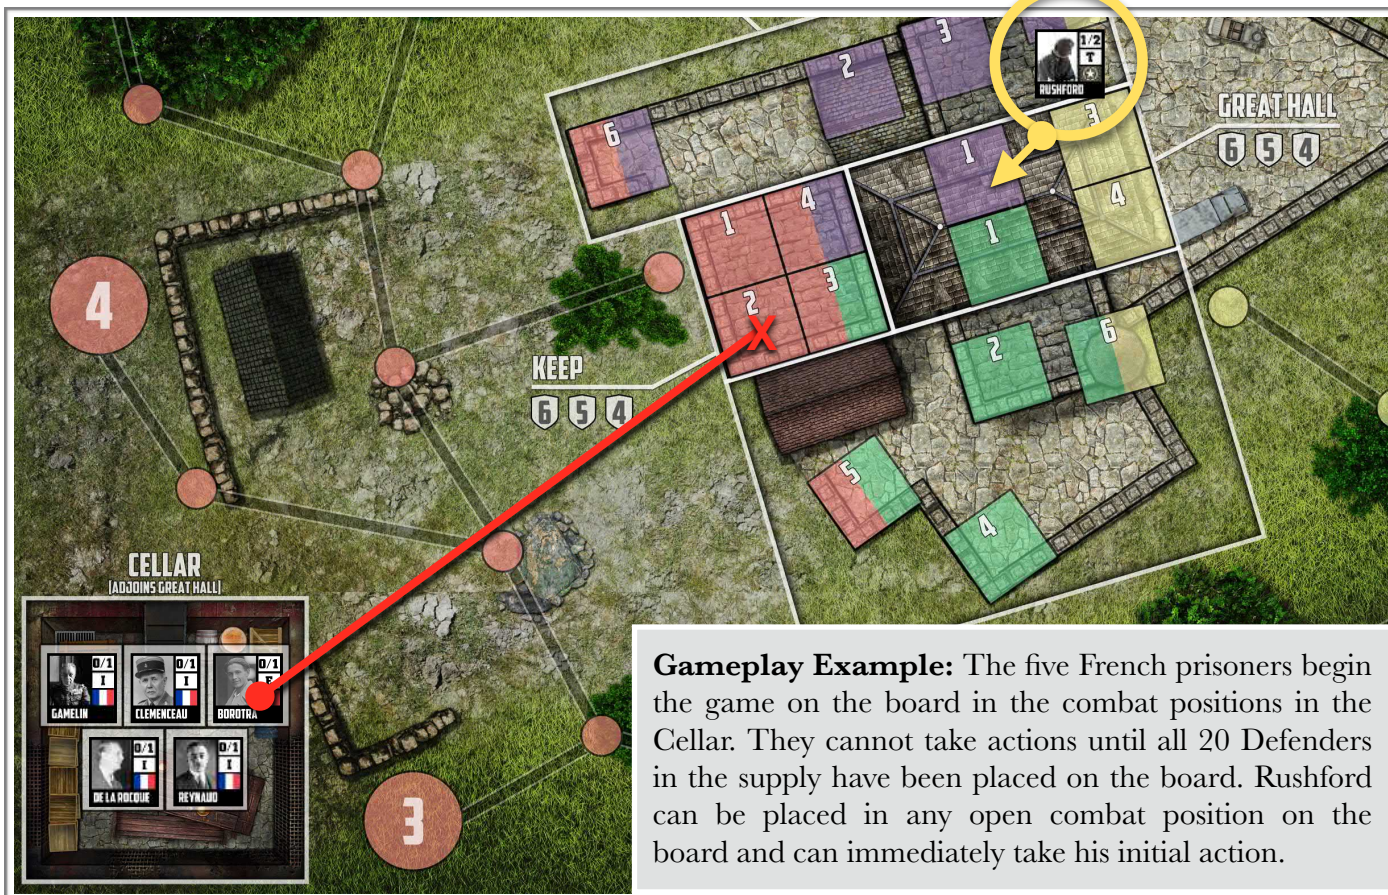 3
1/2
T
RUSHFORD
2
6
1
3
GREAT HALL
6 5 4
4
1
4
1
2
3
4
KEEP
6 5 4
2
6
5
4
CELLAR
[ADJOINS GREAT HALL]
0/1
I
GAMELIN
0/1
I
CLEMENCEAU
0/1
BOROTRA
0/1
I
DE LA ROCQUE
0/1
I
REYNAUD
X
3
Gameplay Example: The five French prisoners begin
the game on the board in the combat positions in the
Cellar. They cannot take actions until all 20 Defenders
in the supply have been placed on the board. Rushford
can be placed in any open combat position on the
board and can immediately take his initial action.